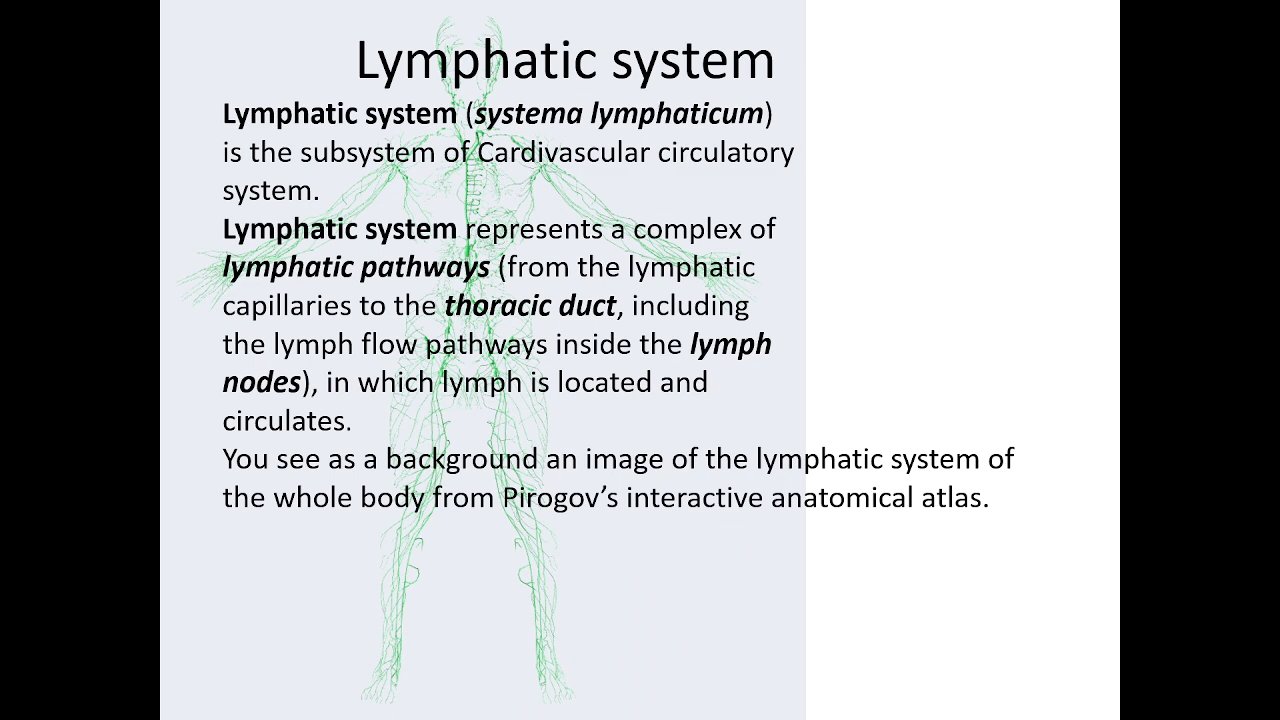 Lymphatic system
Lymphatic system (systema lymphaticum)
is the subsystem of Cardivascular circulatory
system.
Lymphatic system represents a complex of
lymphatic pathways (from the lymphatic
capillaries to the thoracic duct, including
the lymph flow pathways inside the lymph
nodes), in which lymph is located and
circulates.
You see as a background an image of the lymphatic system of
the whole body from Pirogov’s interactive anatomical atlas.